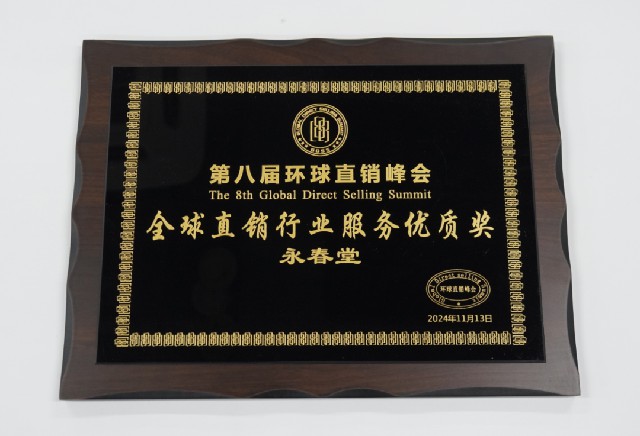 第八届环球直销峰会
The 8th Global Direct Selling Summit
全球直销行业服务优质奖
永春堂
环球直销峰会
2024年11月13日